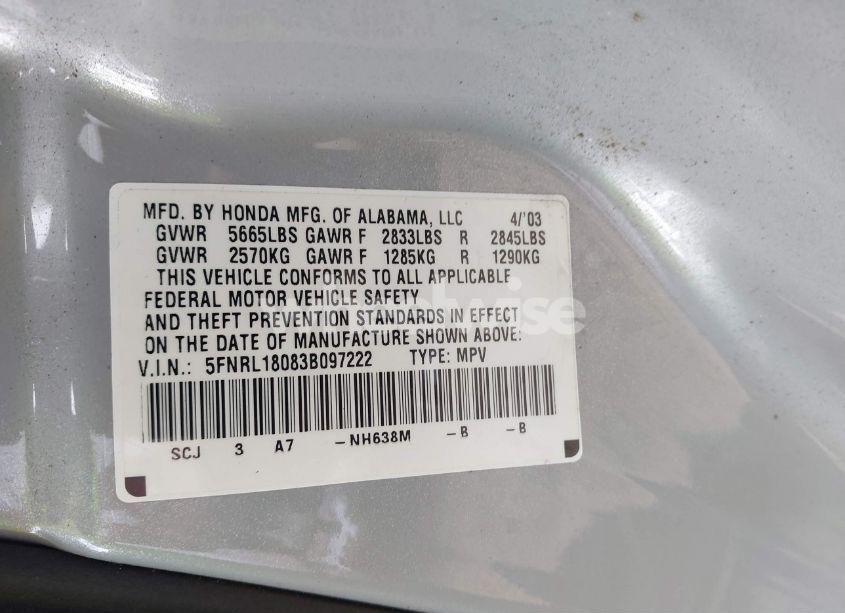 MFD. BY HONDA MFG. OF ALABAMA, LLC 4/'03
GVWR 5665LBS GAWR F 2833LBS R 2845LBS
GVWR 2570KG GAWR F 1285KG R 1290KG
THIS VEHICLE CONFORMS TO ALL APPLICABLE
FEDERAL MOTOR VEHICLE SAFETY
AND THEFT PREVENTION STANDARDS IN EFFECT
ON THE DATE OF MANUFACTURE SHOWN ABOVE:
V.I.N.: 5FNRL18083B097222 TYPE: MPV
SCJ 3 A7 -NH638M -B -B